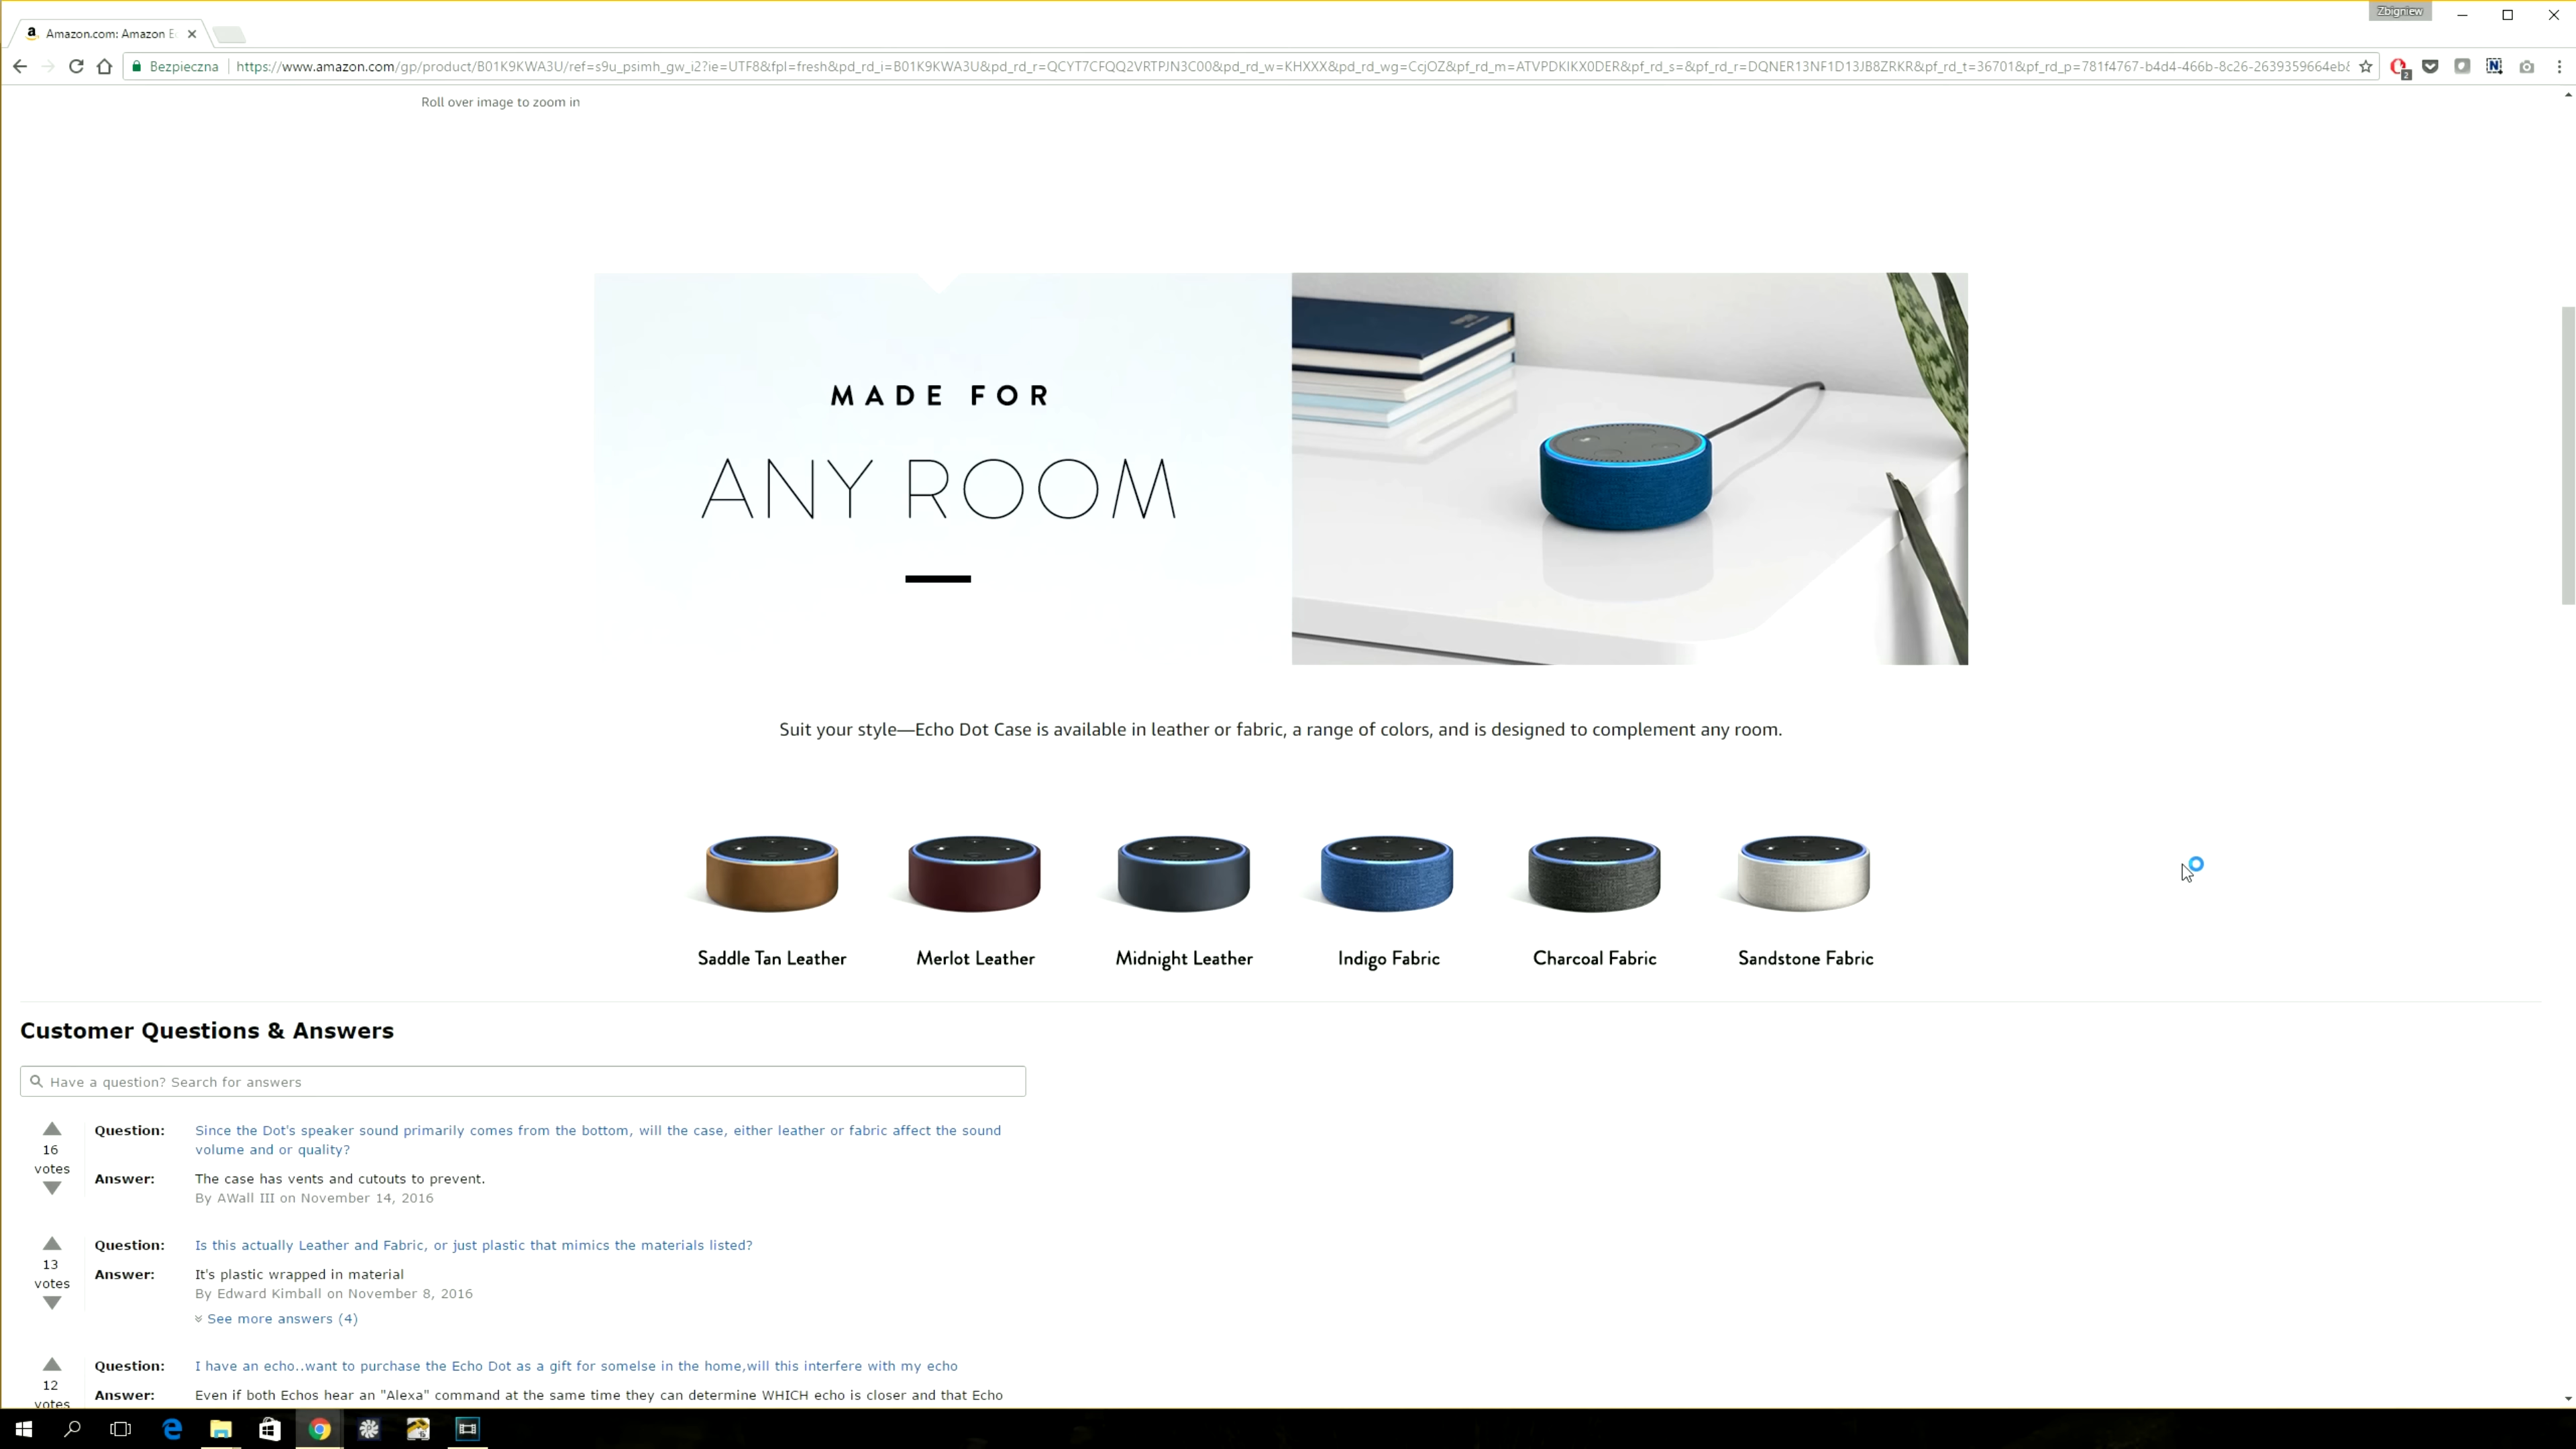 Zbigniew
Amazon.com: Amazon E
Bezpieczna
https://www.amazon.com/gp/product/B01K9KWA3U/ref=s9u_psimh_gw_i2?ie=UTF8&fpl=fresh&pd_rd_i=B01K9KWA3U&pd_rd_r=QCYT7CFQQ2VRTPJN3C00&pd_rd_w=KHXXX&pd_rd_wg=CcjOZ&pf_rd_m=ATVPDKIKX0DER&pf_rd_s=&pf_rd_r=DQNER13NF1D13JB8ZRKR&pf_rd_t=36701&pf_rd_p=781f4767-b4d4-466b-8c26-2639359664eb&
2
Roll over image to zoom in
MADE FOR
ANY ROOM
Suit your style—Echo Dot Case is available in leather or fabric, a range of colors, and is designed to complement any room.
Saddle Tan Leather
Merlot Leather
Midnight Leather
Indigo Fabric
Charcoal Fabric
Sandstone Fabric
Customer Questions & Answers
Have a question? Search for answers
16
votes
Question:
Since the Dot's speaker sound primarily comes from the bottom, will the case, either leather or fabric affect the sound
volume and or quality?
Answer:
The case has vents and cutouts to prevent.
By AWall III on November 14, 2016
13
votes
Question:
Is this actually Leather and Fabric, or just plastic that mimics the materials listed?
Answer:
It's plastic wrapped in material
By Edward Kimball on November 8, 2016
See more answers (4)
12
votes
Question:
I have an echo..want to purchase the Echo Dot as a gift for somelse in the home,will this interfere with my echo
Answer:
Even if both Echos hear an "Alexa" command at the same time they can determine WHICH echo is closer and that Echo